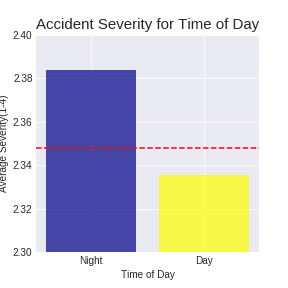 Accident Severity for Time of Day
2.40
2.38
2.36
2.34
2.32
2.30
Average Severity(1-4)
Night Day
Time of Day